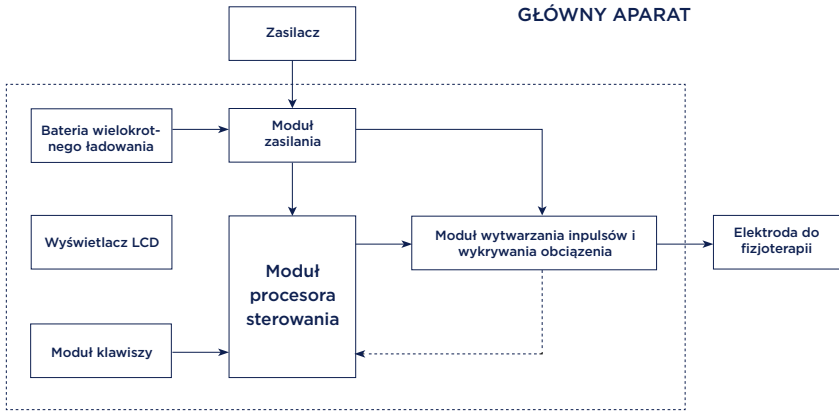 GŁÓWNY APARAT
Zasilacz
Bateria wielokrot-
nego ładowania
Moduł
zasilania
Wyświetlacz LCD
Moduł
procesora
sterowania
Moduł wytwarzania inpulsów i
wykrywania obciązenia
Elektroda do
fizjoterapii
Moduł klawiszy